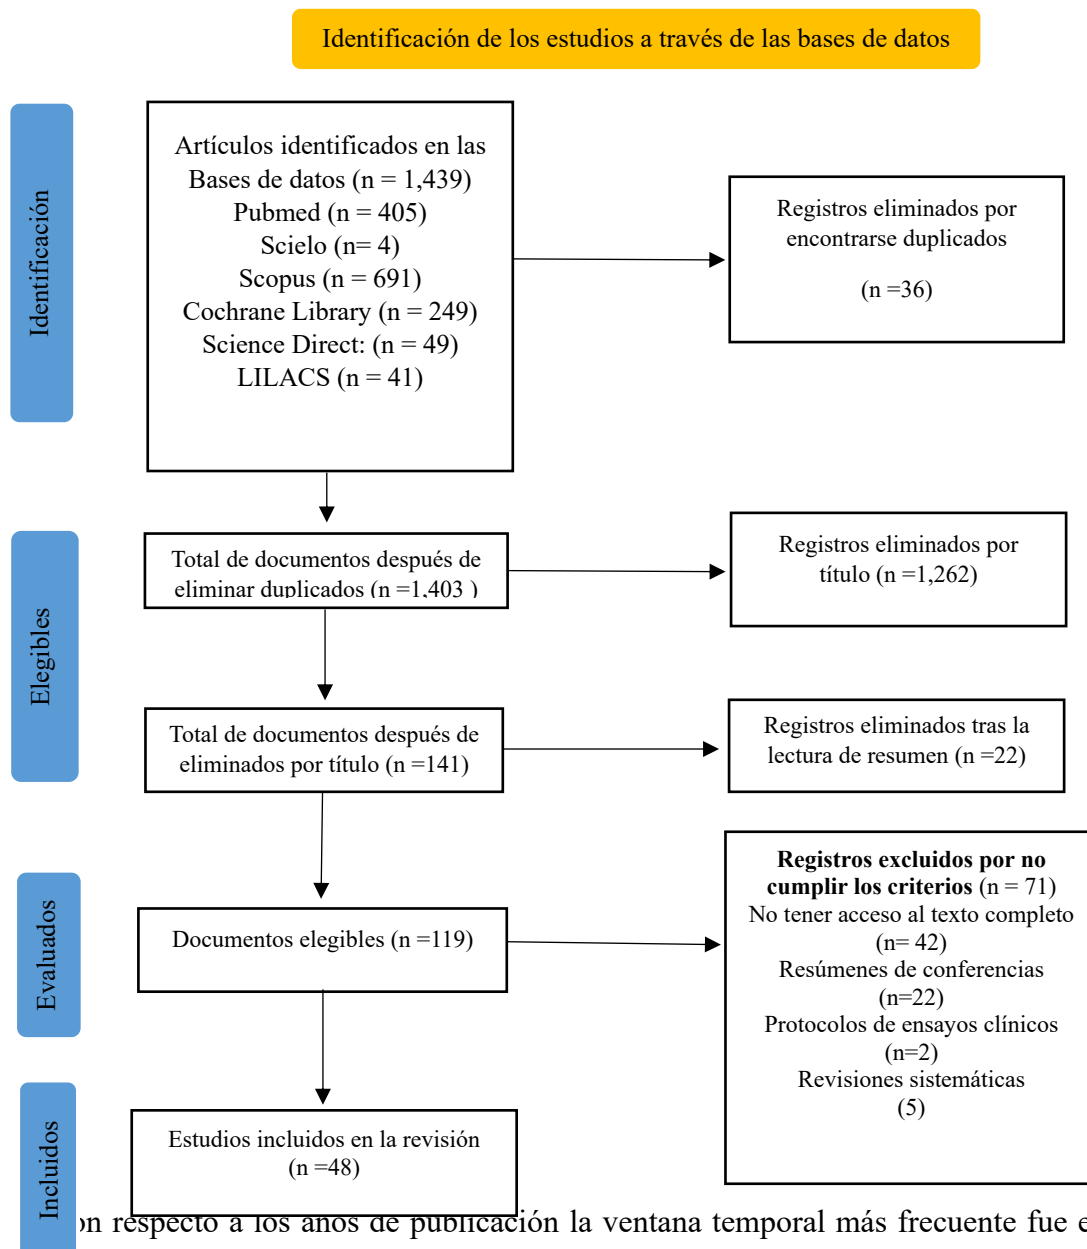 Identificación de los estudios a través de las bases de datos
Identificación
Artículos identificados en las
Bases de datos (n = 1,439)
Pubmed (n = 405)
Scielo (n= 4)
Scopus (n = 691)
Cochrane Library (n = 249)
Science Direct: (n = 49)
LILACS (n = 41)
Registros eliminados por
encontrarse duplicados
(n =36)
Elegibles
Total de documentos después de
eliminar duplicados (n =1,403 )
Registros eliminados por
título (n =1,262)
Total de documentos después de
eliminados por título (n =141)
Registros eliminados tras la
lectura de resumen (n =22)
Evaluados
Documentos elegibles (n =119)
Registros excluidos por no
cumplir los criterios (n = 71)
No tener acceso al texto completo
(n= 42)
Resúmenes de conferencias
(n=22)
Protocolos de ensayos clínicos
(n=2)
Revisiones sistemáticas
(5)
Incluidos
Estudios incluidos en la revisión
(n =48)
on respecto a los años de publicación la ventana temporal más frecuente fue e